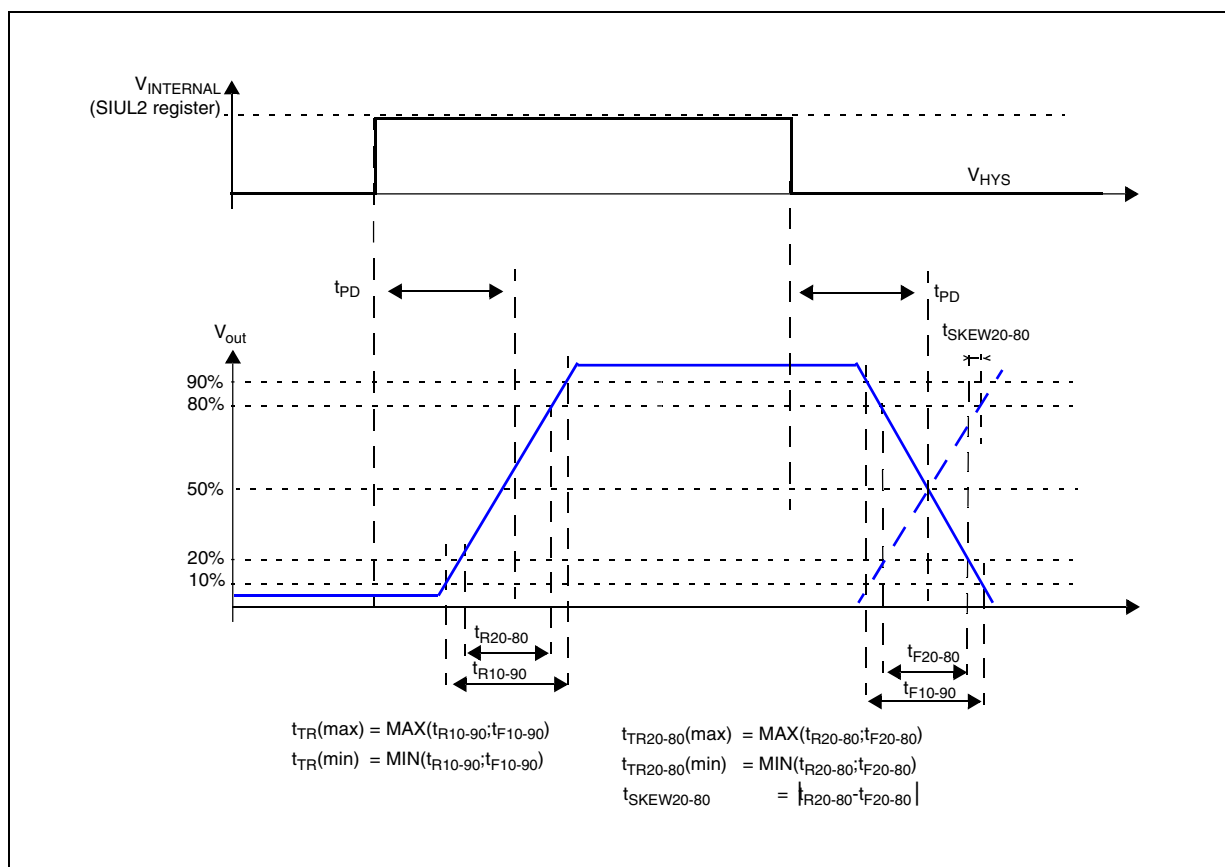 VINTERNAL
(SIUL2 register)
VHYS
tPD
tPD
tSKEW20-80
Vout
90%
80%
50%
20%
10%
tR20-80
tR10-90
tF20-80
tF10-90
tTR(max) = MAX(tR10-90;tF10-90)
tTR(min) = MIN(tR10-90;tF10-90)
tTR20-80(max) = MAX(tR20-80;tF20-80)
tTR20-80(min) = MIN(tR20-80;tF20-80)
tSKEW20-80 = |tR20-80-tF20-80|